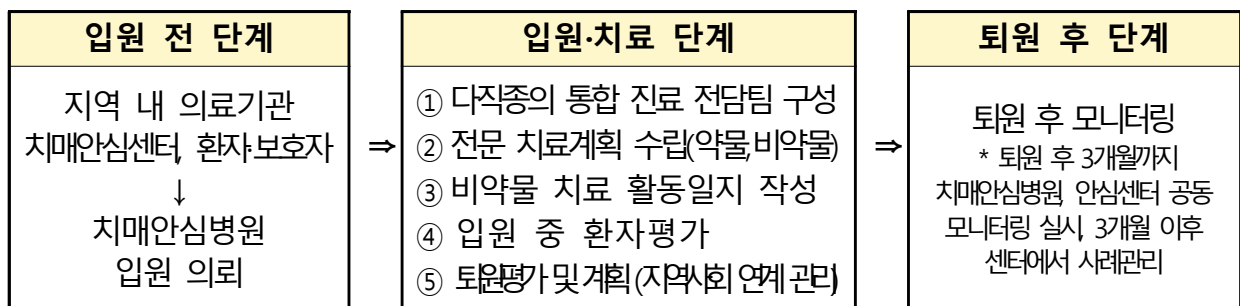 입원 전 단계
지역 내 의료기관
치매안심센터, 환자·보호자
↓
치매안심병원
입원 의뢰
⇒
입원·치료 단계
① 다직종의 통합 진료 전담팀 구성
② 전문 치료계획 수립(약물,비약물)
③ 비약물 치료 활동일지 작성
④ 입원 중 환자평가
⑤ 퇴원평가 및 계획 (지역사회 연계 관리)
⇒
퇴원 후 단계
퇴원 후 모니터링
* 퇴원 후 3개월까지
치매안심병원, 안심센터 공동
모니터링 실시, 3개월 이후
센터에서 사례관리